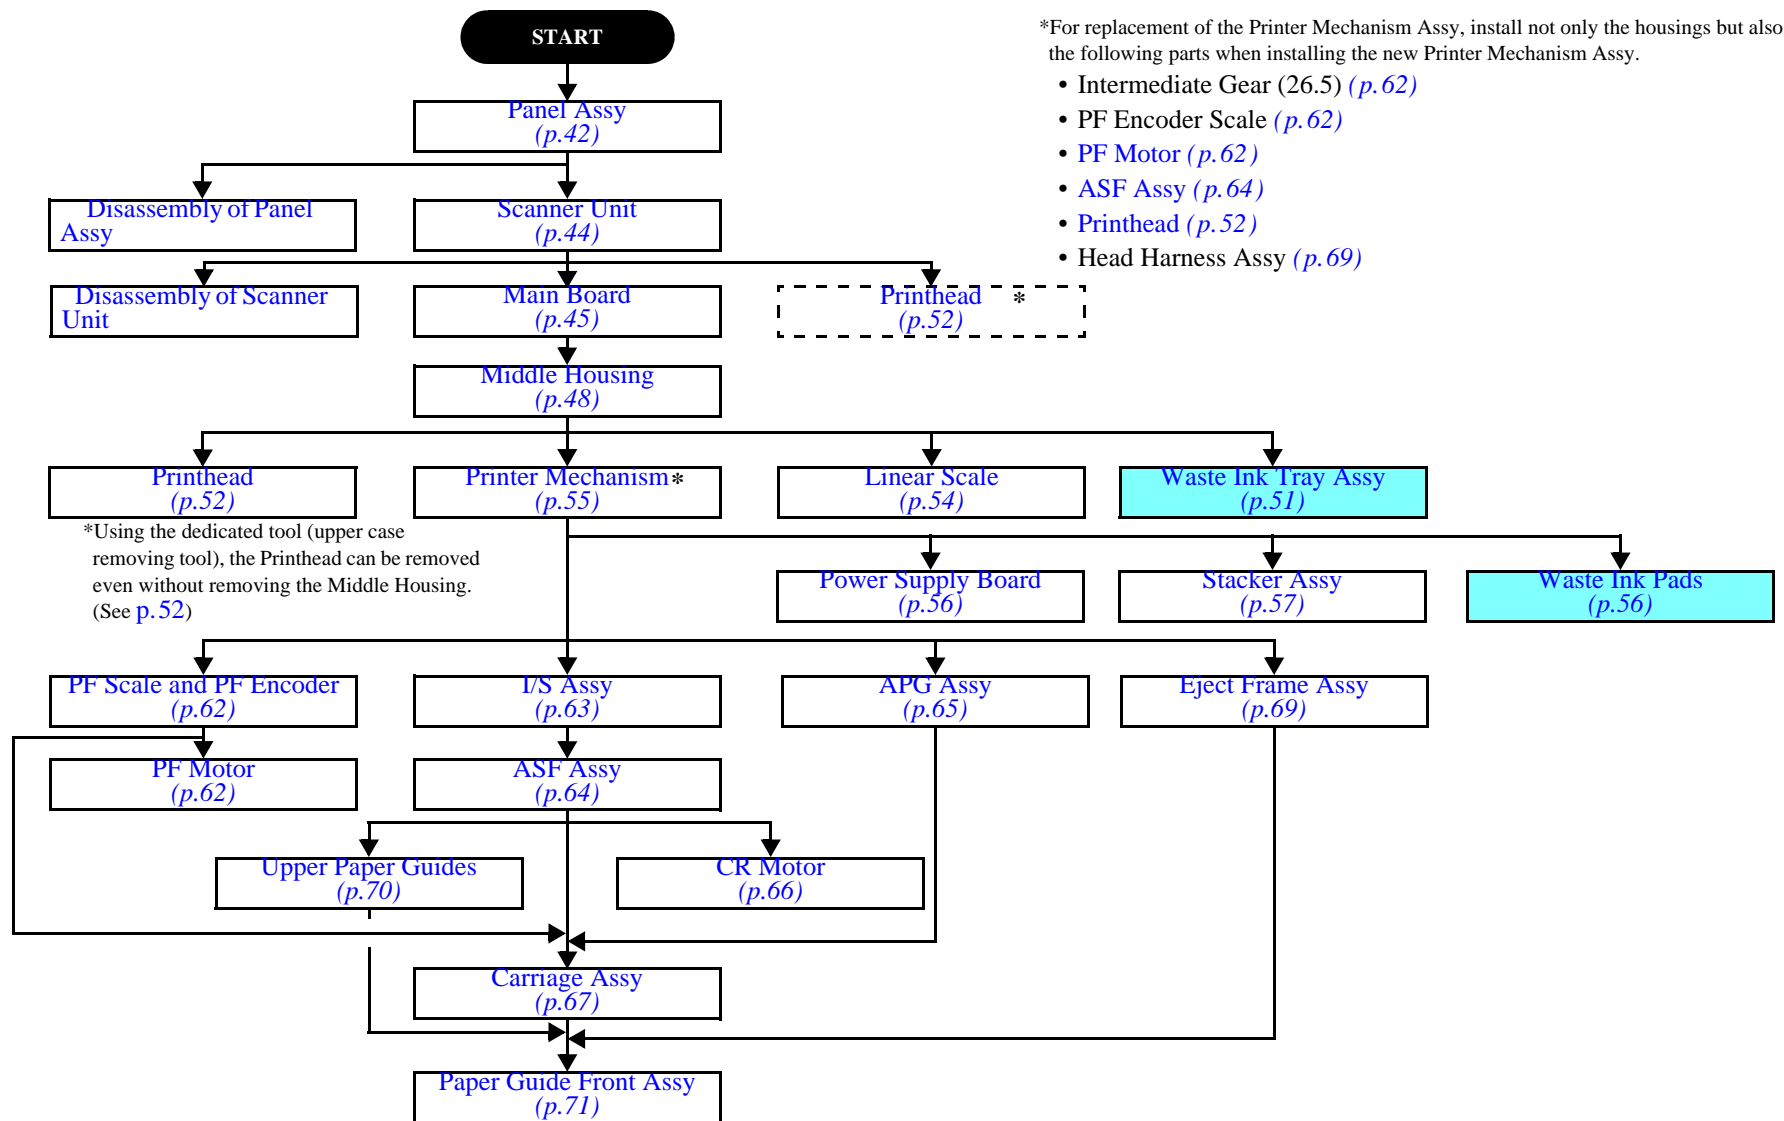 START
*For replacement of the Printer Mechanism Assy, install not only the housings but also
the following parts when installing the new Printer Mechanism Assy.
• Intermediate Gear (26.5) (p.62)
• PF Encoder Scale (p.62)
• PF Motor (p.62)
• ASF Assy (p.64)
• Printhead (p.52)
• Head Harness Assy (p.69)
Panel Assy
(p.42)
Disassembly of Panel
Assy
Scanner Unit
(p.44)
Disassembly of Scanner
Unit
Main Board
(p.45)
Printhead *
(p.52)
Middle Housing
(p.48)
Printhead
(p.52)
Printer Mechanism*
(p.55)
Linear Scale
(p.54)
Waste Ink Tray Assy
(p.51)
*Using the dedicated tool (upper case
removing tool), the Printhead can be removed
even without removing the Middle Housing.
(See p.52)
Power Supply Board
(p.56)
Stacker Assy
(p.57)
Waste Ink Pads
(p.56)
PF Scale and PF Encoder
(p.62)
I/S Assy
(p.63)
APG Assy
(p.65)
Eject Frame Assy
(p.69)
PF Motor
(p.62)
ASF Assy
(p.64)
Upper Paper Guides
(p.70)
CR Motor
(p.66)
Carriage Assy
(p.67)
Paper Guide Front Assy
(p.71)